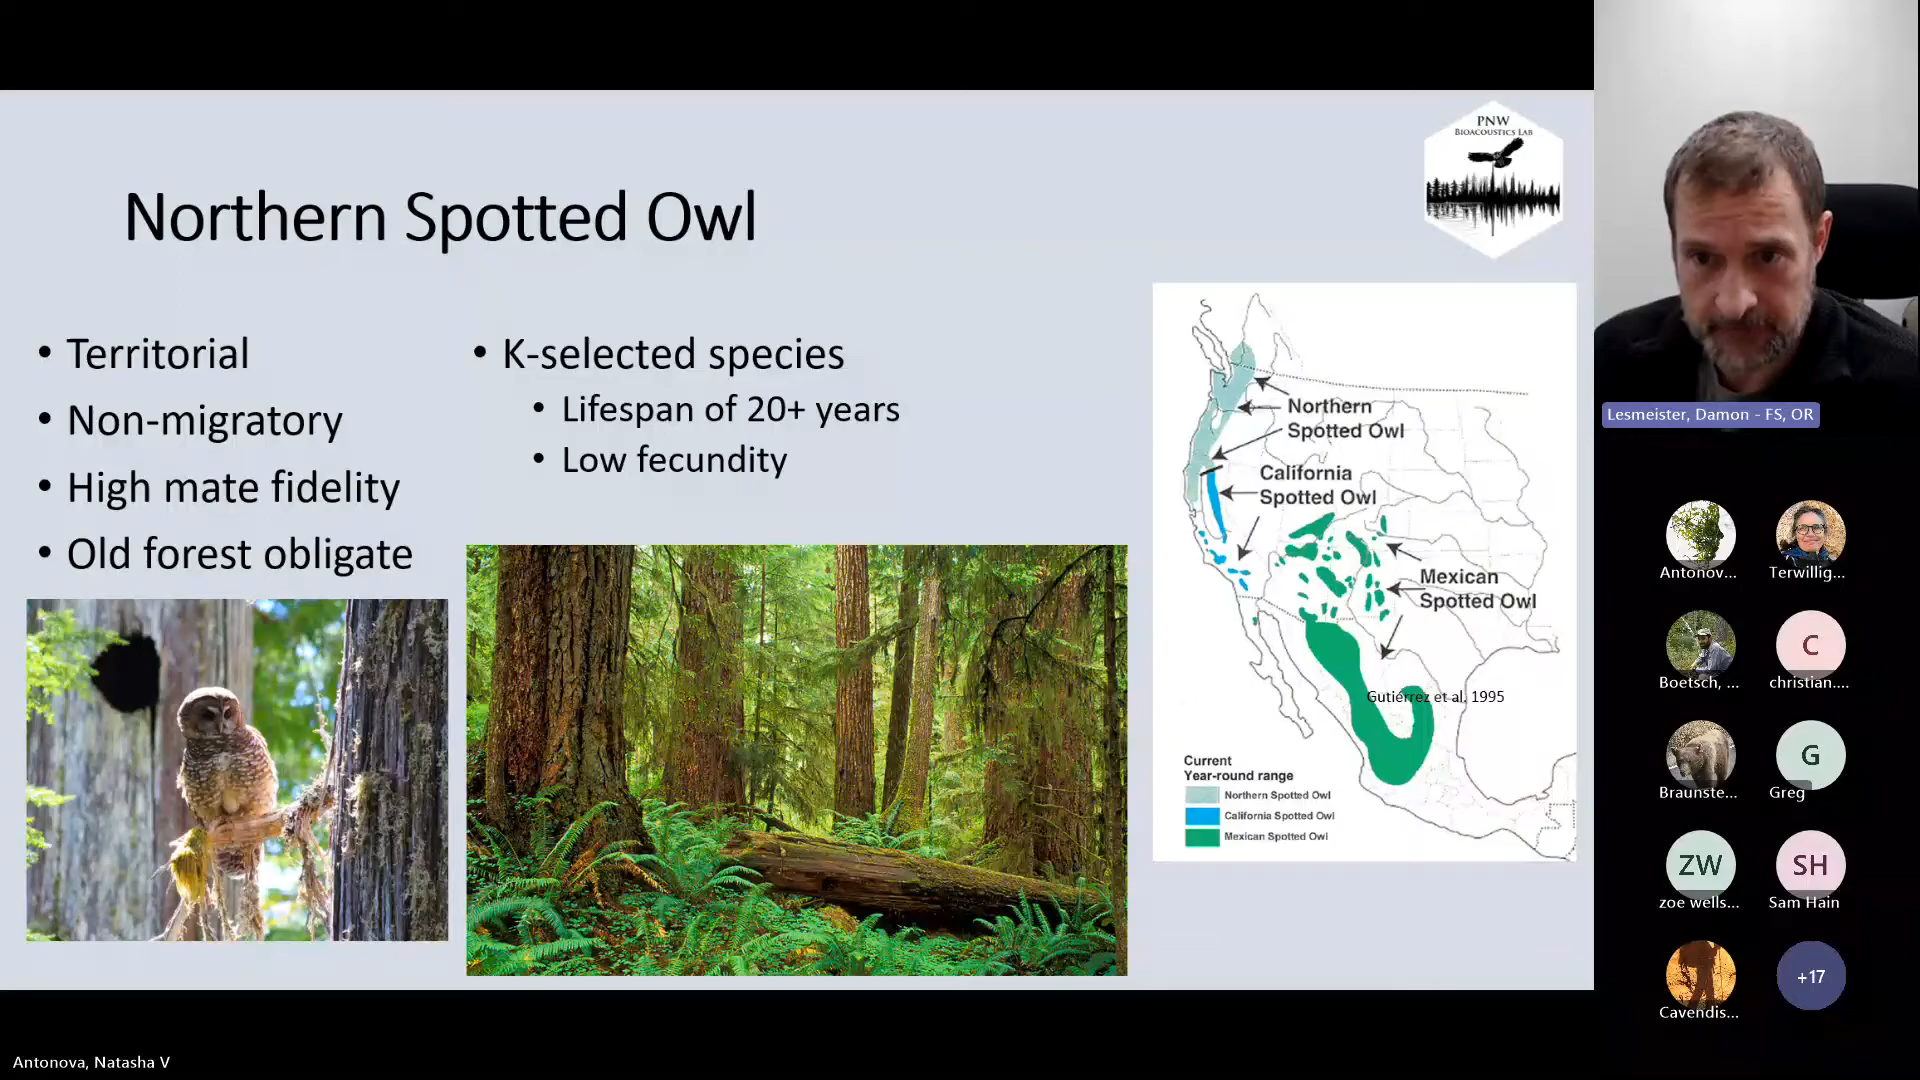 PNW
BIOACOUSTICS LAB
Northern Spotted Owl
• Territorial
• Non-migratory
• High mate fidelity
• Old forest obligate
• K-selected species
• Lifespan of 20+ years
• Low fecundity
Northern
Spotted Owl
California
Spotted Owl
Mexican
Spotted Owl
Gutiérrez et al. 1995
Current
Year-round range
Northern Spotted Owl
California Spotted Owl
Mexican Spotted Owl
Lesmeister, Damon - FS, OR
Antonov...
Terwillig...
Boetsch, ...
C
christian....
Braunste...
G
Greg
ZW
zoe wells...
SH
Sam Hain
Cavendis...
+17
Antonova, Natasha V